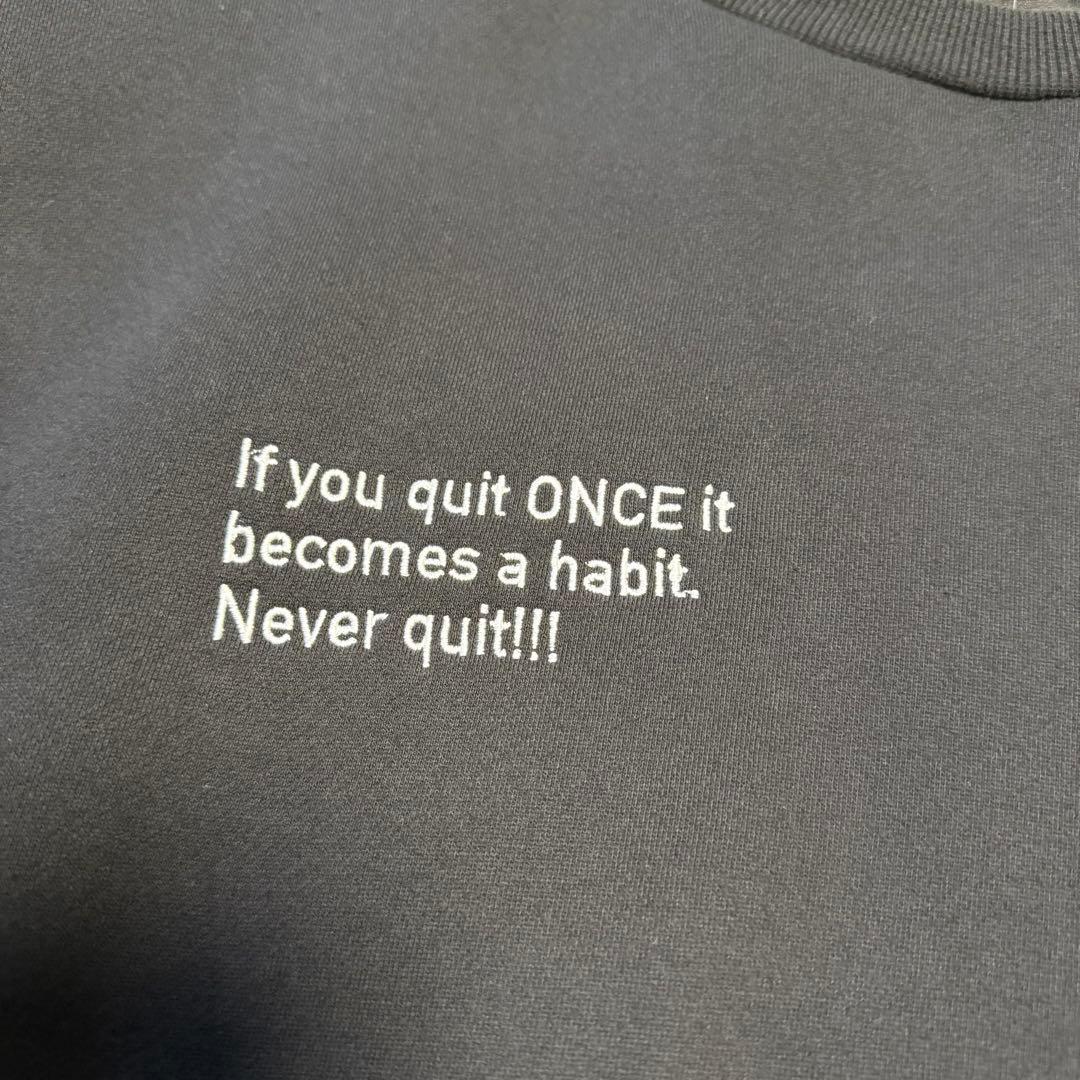 If you quit ONCE it
becomes a habit.
Never quit!!!